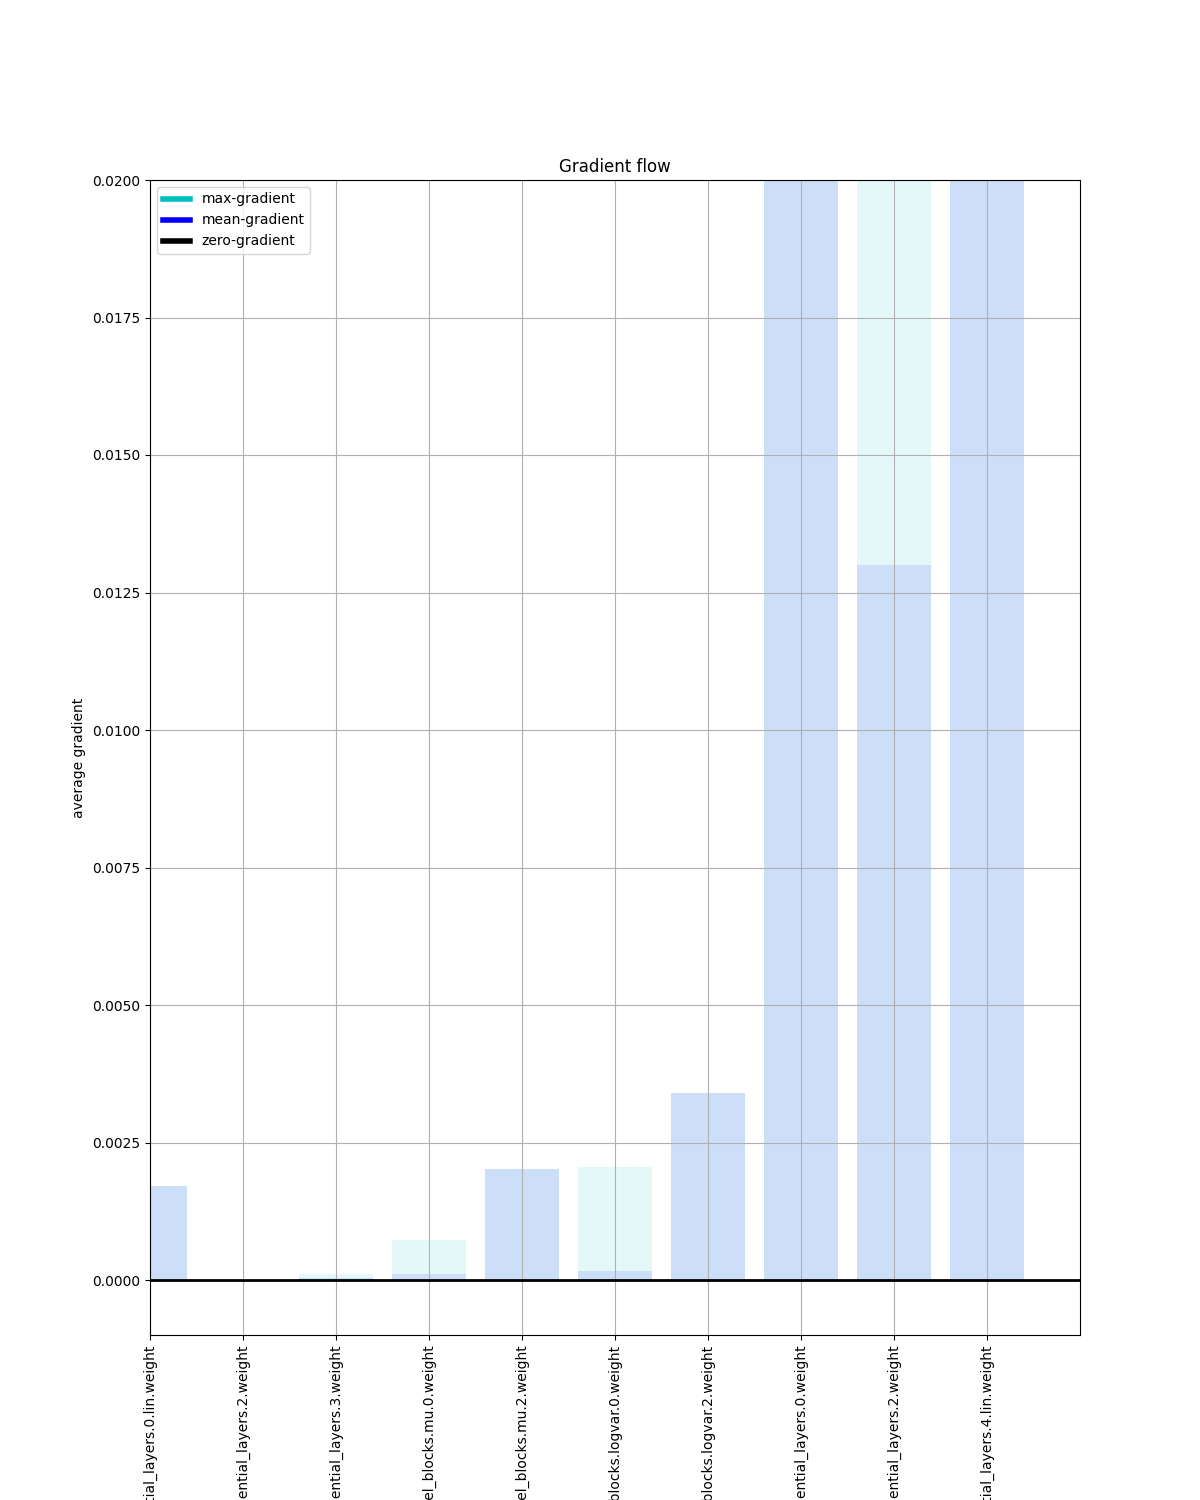 Gradient flow
max-gradient
mean-gradient
zero-gradient
0.0200
0.0175
0.0150
0.0125
0.0100
0.0075
0.0050
0.0025
0.0000
average gradient
tial_layers.0.lin.weight
ential_layers.2.weight
ential_layers.3.weight
el_blocks.mu.0.weight
el_blocks.mu.2.weight
blocks.logvar.0.weight
blocks.logvar.2.weight
ential_layers.0.weight
ential_layers.2.weight
tial_layers.4.lin.weight